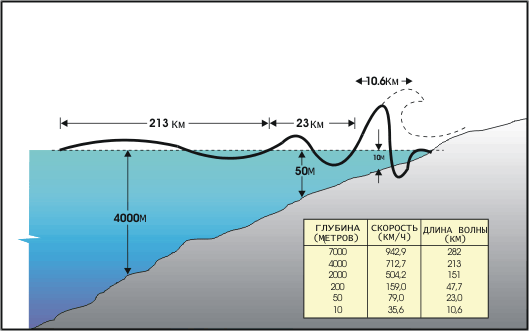 10.6Км
213 Км
23Км
10М
50М
4000М
ГЛУБИНА СКОРОСТЬ ДЛИНА ВОЛНЫ
(МЕТРОВ) (КМ/Ч) (КМ)
7000 942,9 282
4000 712,7 213
2000 504,2 151
200 159,0 47,7
50 79,0 23,0
10 35,6 10,6